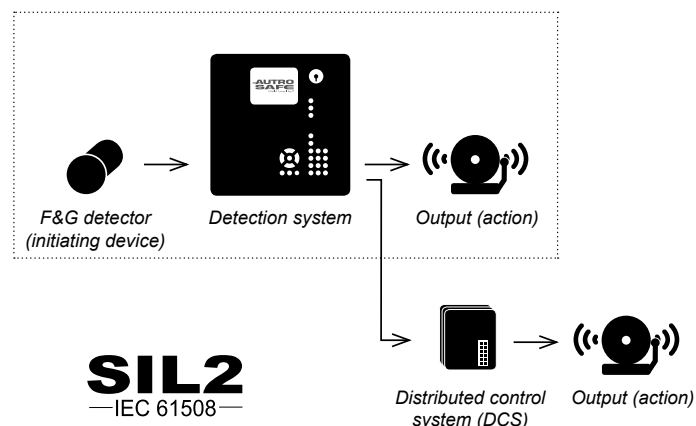 AUTRO
SAFE
F&G detector
(initiating device)
Detection system
Output (action)
SIL2
IEC 61508
Distributed control
system (DCS)
Output (action)